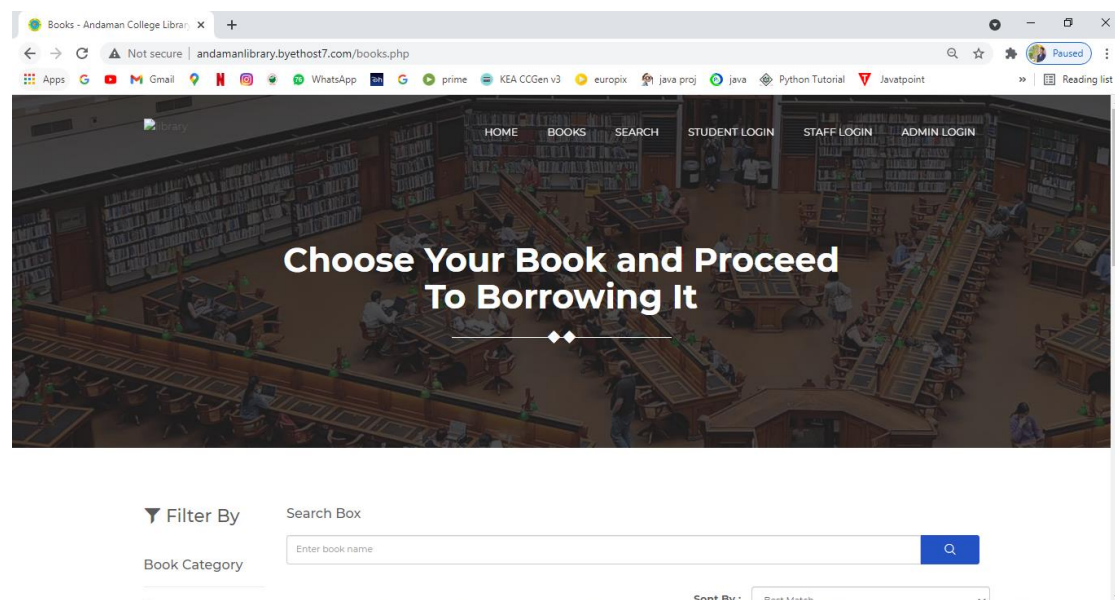 Books - Andaman College Librar
Not secure | andamanlibrary.byethost7.com/books.php
Paused
Apps
Gmail
WhatsApp
prime
KEA CCGen v3
europix
java proj
java
Python Tutorial
Javatpoint
»
Reading list
library
HOME BOOKS SEARCH STUDENT LOGIN STAFF LOGIN ADMIN LOGIN
Choose Your Book and Proceed
To Borrowing It
Filter By
Book Category
Search Box
Enter book name
Sort By :
Best Match